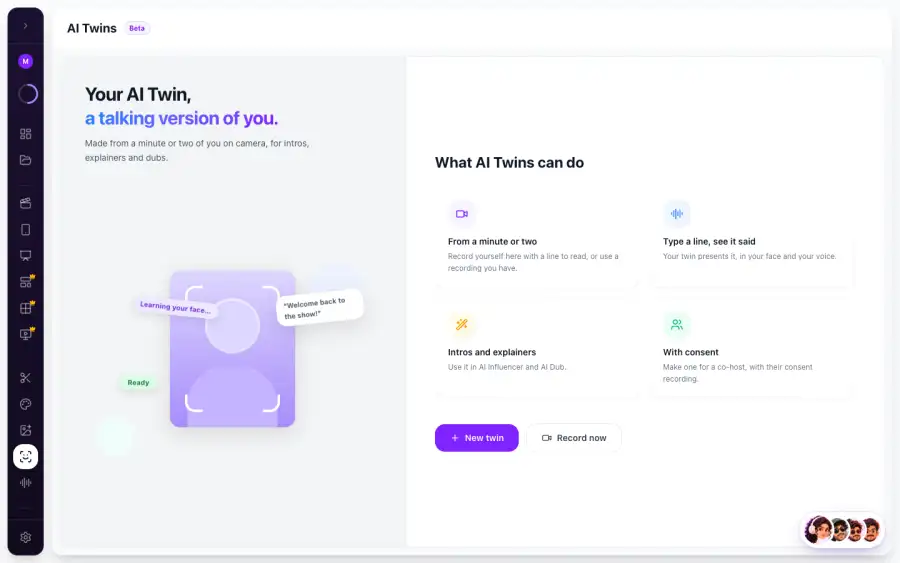 M
AI Twins Beta
Your AI Twin,
a talking version of you.
Made from a minute or two of you on camera, for intros,
explainers and dubs.
Learning your face...
"Welcome back to
the show!"
Ready
What AI Twins can do
From a minute or two
Record yourself here with a line to read, or use a
recording you have.
Type a line, see it said
Your twin presents it, in your face and your voice.
Intros and explainers
Use it in AI Influencer and AI Dub.
With consent
Make one for a co-host, with their consent
recording.
+ New twin
Record now